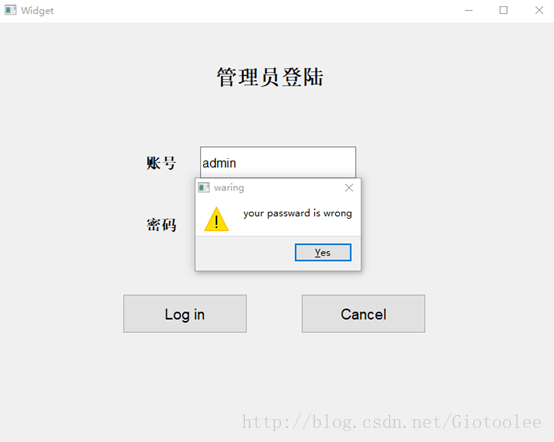 Widget
管理员登陆
账号
admin
waring
your passward is wrong
密码
Yes
Log in
Cancel
http://blog.csdn.net/Giotoolee